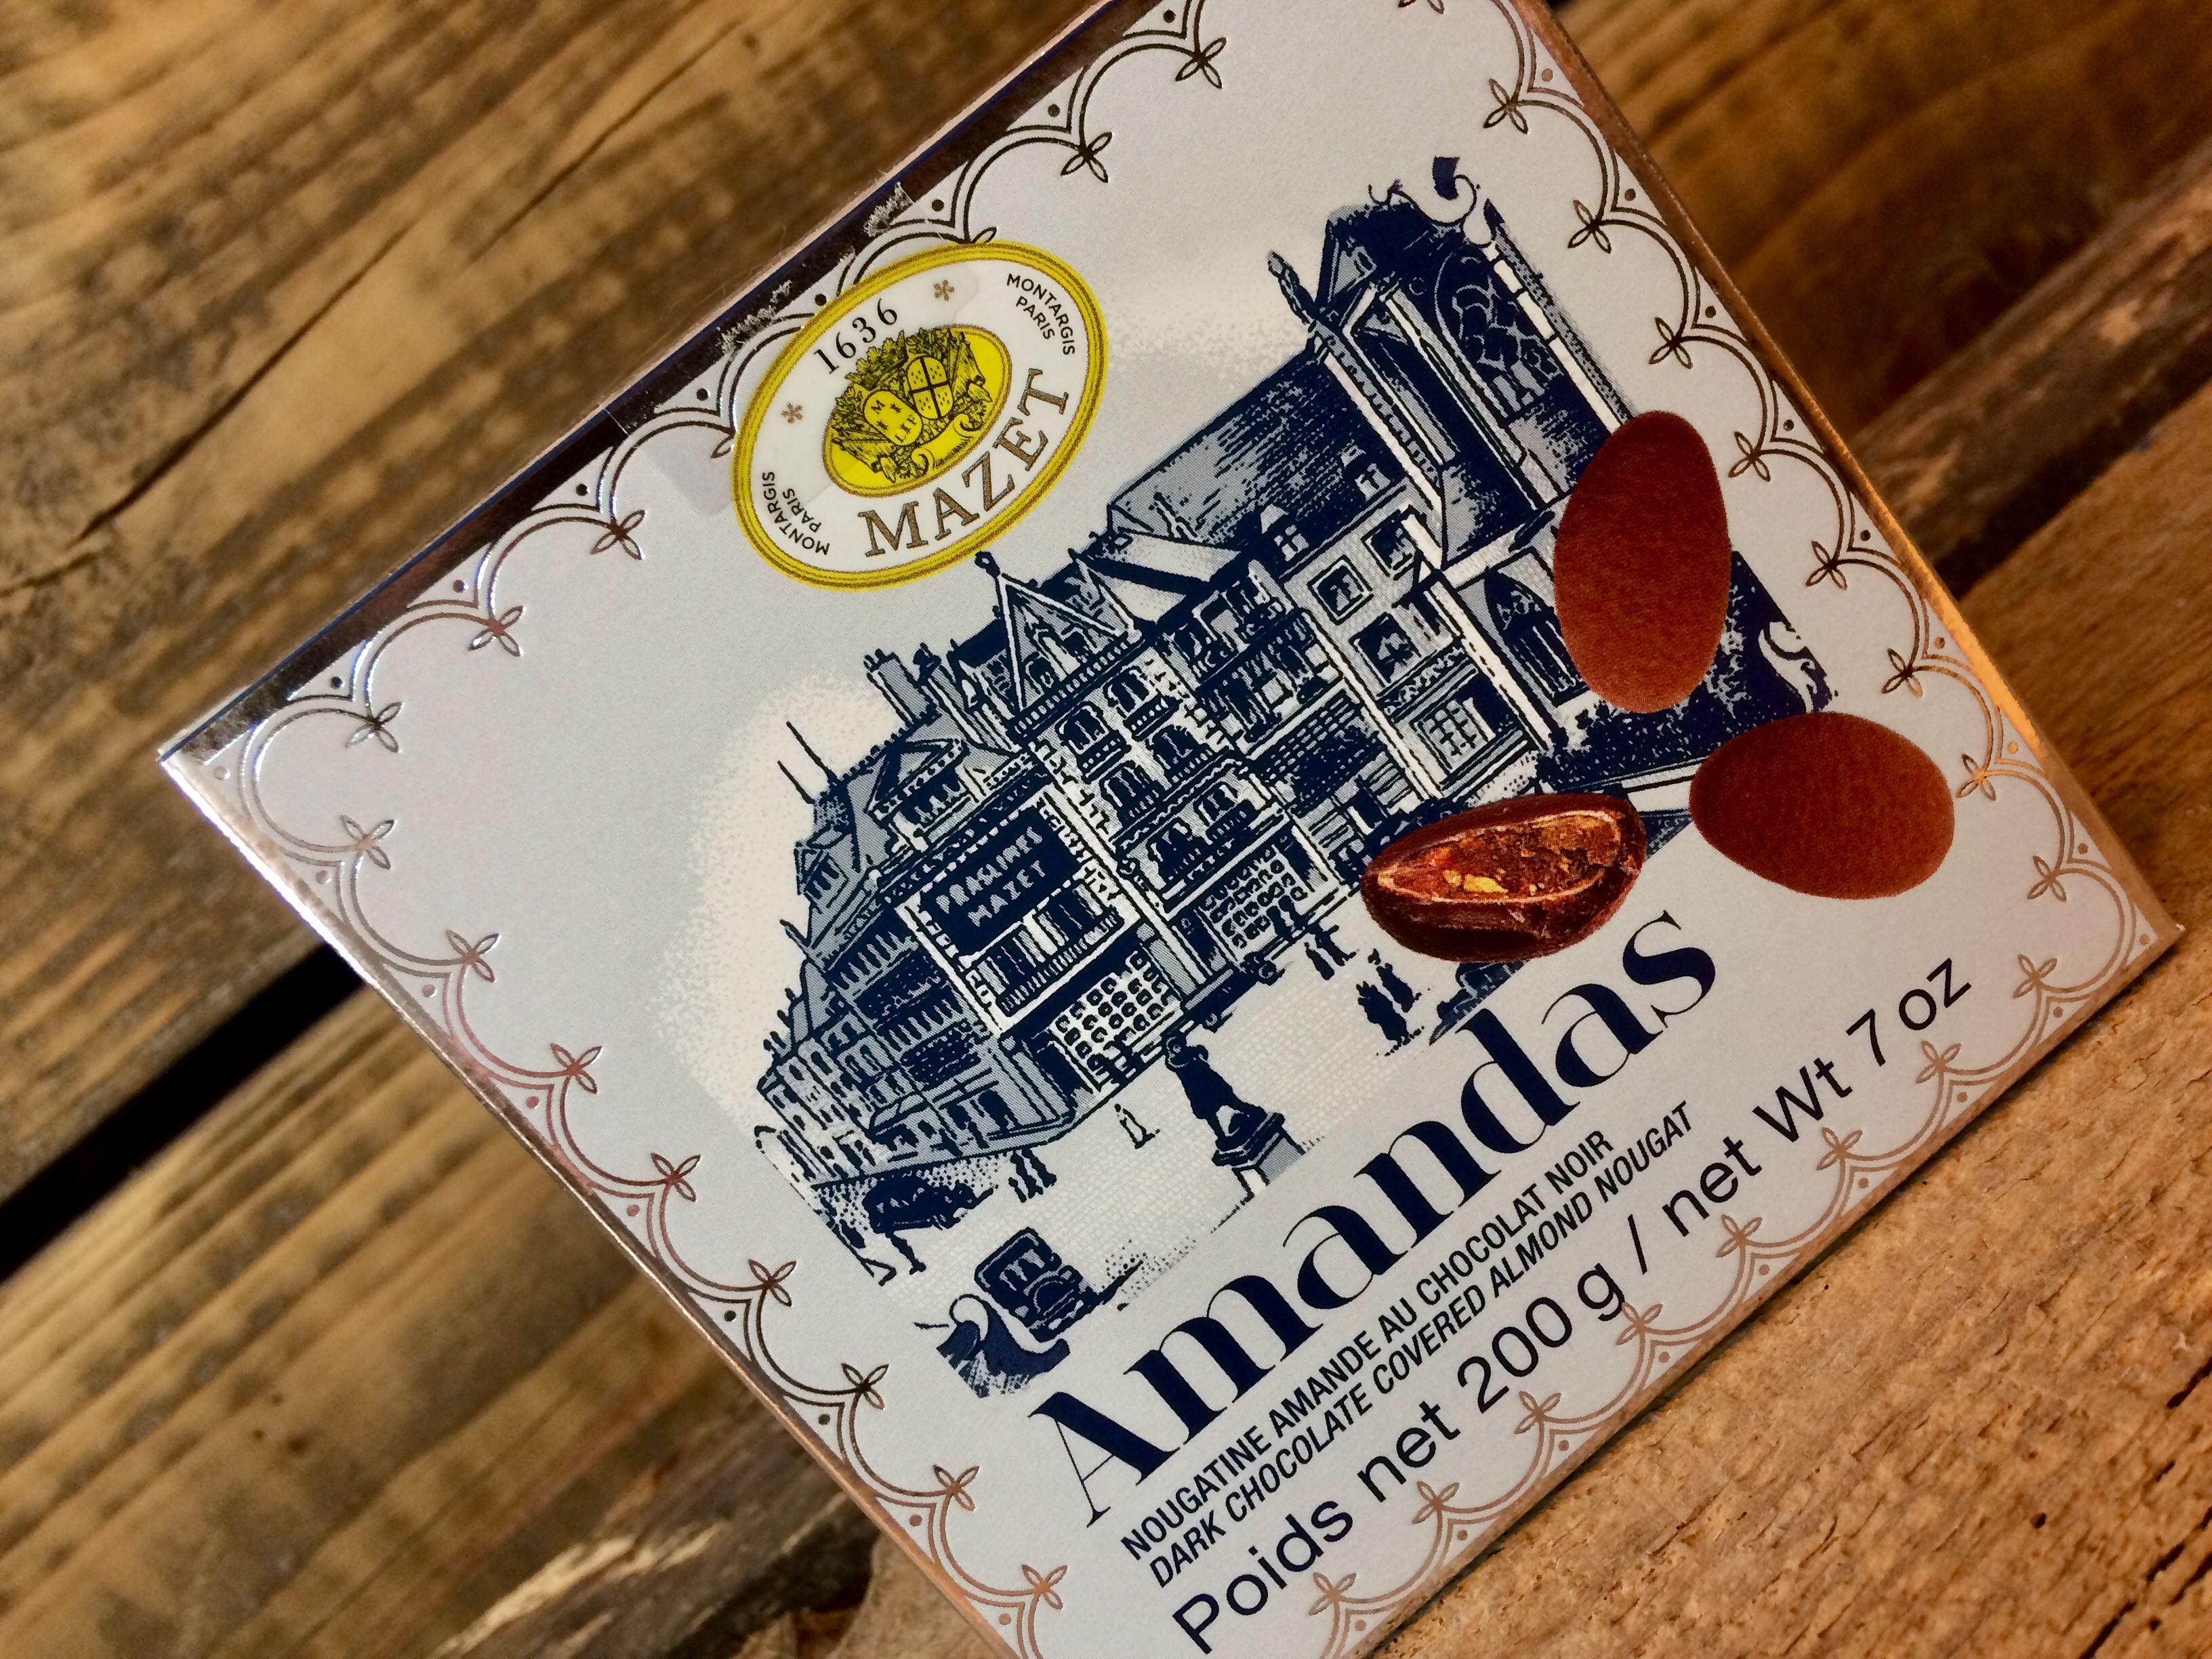 1636
MONTARGIS
PARIS
MONTARGIS
PARIS
MAZET
PRASLINES
MAZET
Amandas
NOUGATINE AMANDE AU CHOCOLAT NOIR
DARK CHOCOLATE COVERED ALMOND NOUGAT
Poids net 200 g / net Wt 7 oz